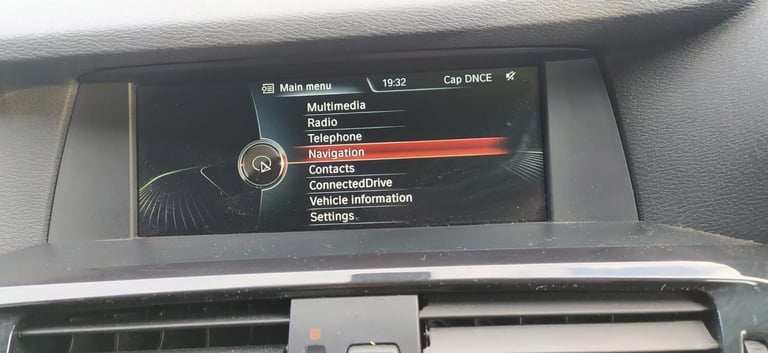 Main menu 19:32 Cap DNCE
Multimedia
Radio
Telephone
Navigation
Contacts
ConnectedDrive
Vehicle information
Settings